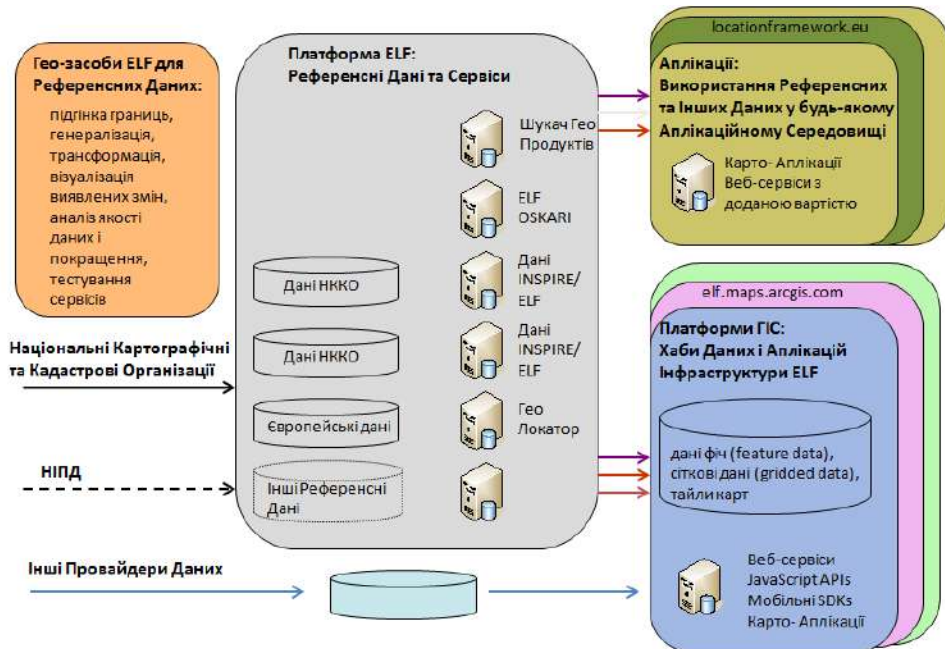 Гео-засоби ELF для
Референсних Даних:
підгінка границь,
генералізація,
трансформація,
візуалізація
виявлених змін,
аналіз якості
даних і
покращення,
тестування
сервісів
Національні Картографічні
та Кадастрові Організації
НІПД
Інші Провайдери Даних
Платформа ELF:
Референсні Дані та Сервіси
Шукач Гео
Продуктів
ELF
OSKARI
Дані НККО
Дані
INSPIRE/
ELF
Дані НККО
Дані
INSPIRE/
ELF
Європейські дані
Гео
Локатор
Інші Референсні
Дані
locationframework.eu
Аплікації:
Використання Референсних
та Інших Даних у будь-якому
Аплікаційному Середовищі
Карто- Аплікації
Веб-сервіси з
доданою вартістю
elf.maps.arcgis.com
Платформи ГІС:
Хаби Даних і Аплікацій
Інфраструктури ELF
дані фіч (feature data),
сіткові дані (gridded data),
тайли карт
Веб-сервіси
JavaScript APIs
Мобільні SDKs
Карто- Аплікації